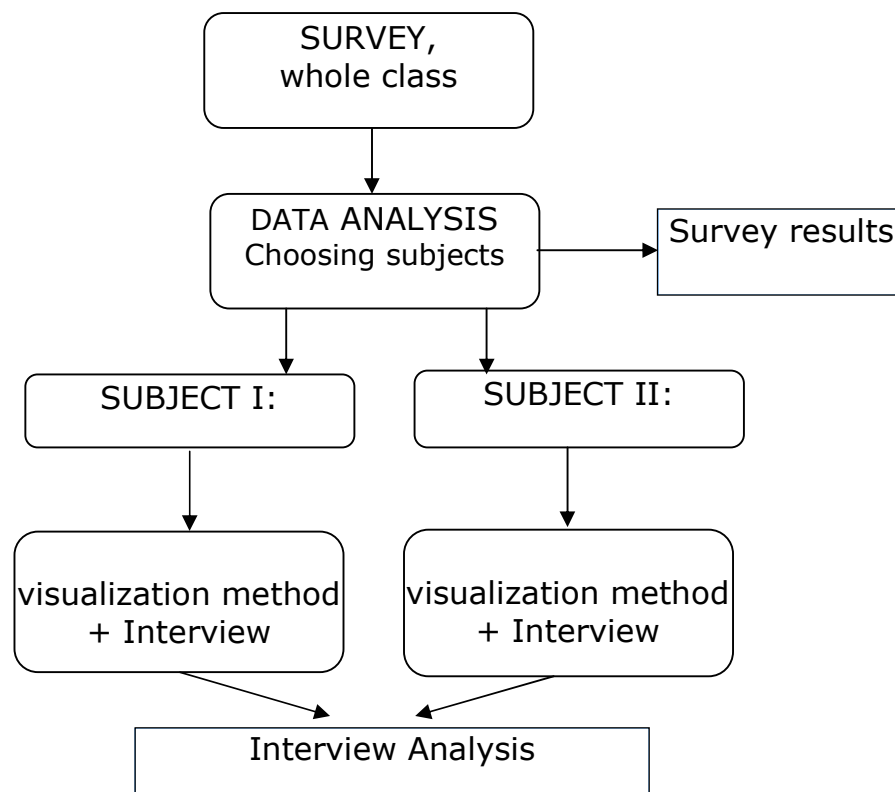 SURVEY,
whole class
DATA ANALYSIS
Choosing subjects
Survey results
SUBJECT I:
SUBJECT II:
visualization method
+ Interview
visualization method
+ Interview
Interview Analysis